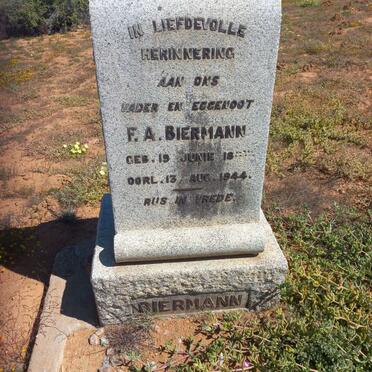 IN LIEFDEVOLLE
HERINNERING
AAN ONS
VADER EN EGGENOOT
F. A. BIERMANN
GEB. 19 JUNIE
OORL. 13 AUG. 1944.
RUS IN VREDE.
BIERMANN